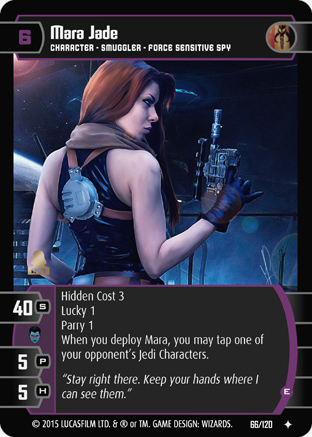 6
Mara Jade
CHARACTER - SMUGGLER - FORCE SENSITIVE SPY
40 S
5 P
5 H
Hidden Cost 3
Lucky 1
Parry 1
When you deploy Mara, you may tap one of
your opponent's Jedi Characters.
"Stay right there. Keep your hands where I
can see them."
E
© 2015 LUCASFILM LTD. & ® or TM. GAME DESIGN: WIZARDS.
66/120